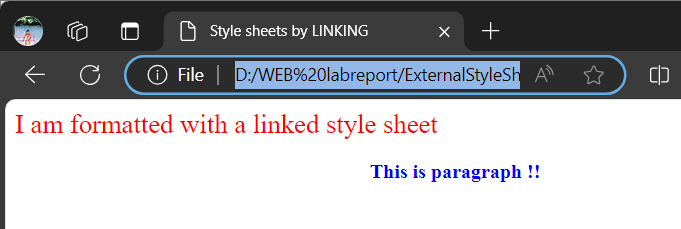 Style sheets by LINKING
File D:/WEB%20labreport/ExternalStyleSh
I am formatted with a linked style sheet
This is paragraph !!